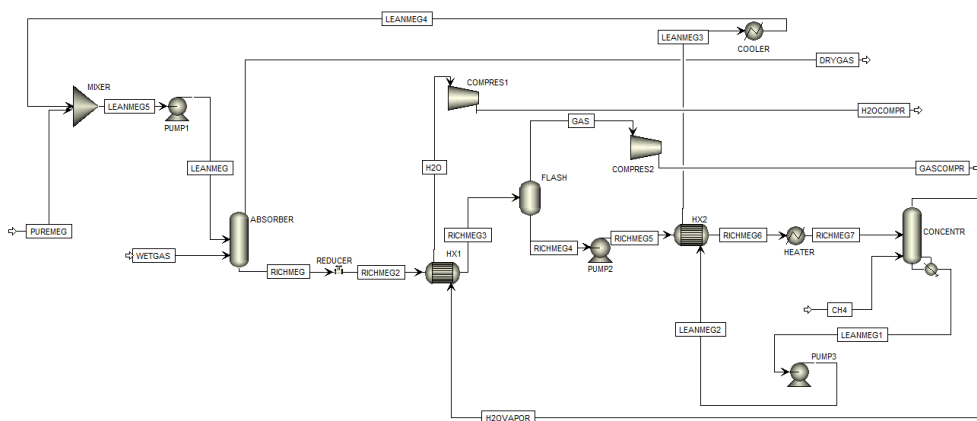 LEANMEG4
LEANMEG3
COOLER
DRYGAS
COMPRES1
MIXER
LEANMEG5
H2OCOMPR
PUMP1
GAS
H2O
COMPRES2
LEANMEG
GASCOMPR
FLASH
ABSORBER
HX2
CONCENTR
PUREMEG
RICHMEG3
RICHMEG5
RICHMEG6
RICHMEG7
RICHMEG4
HX1
WETGAS
REDUCER
HEATER
PUMP2
RICHMEG
RICHMEG2
CH4
LEANMEG2
LEANMEG1
PUMP3
H2OVAPOR